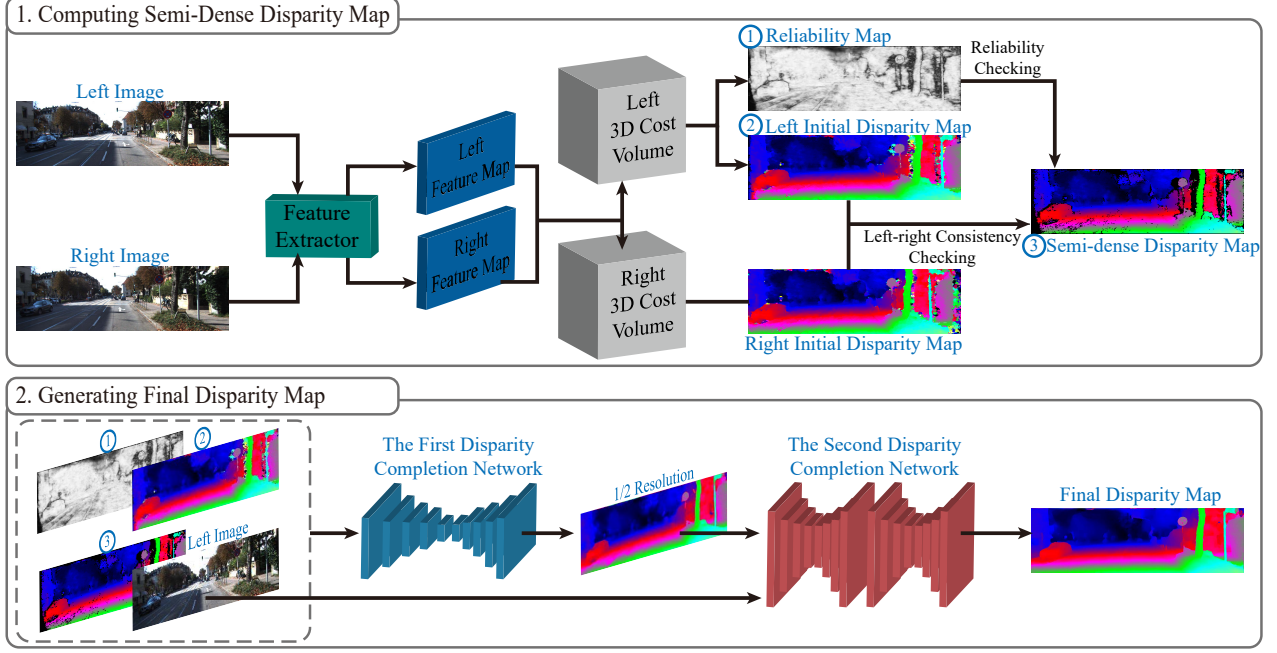 1. Computing Semi-Dense Disparity Map
Left Image
Right Image
Feature
Extractor
Left
Feature Map
Right
Feature Map
Left
3D Cost
Volume
Right
3D Cost
Volume
1 Reliability Map
2 Left Initial Disparity Map
Right Initial Disparity Map
Reliability
Checking
Left-right Consistency
Checking
3 Semi-dense Disparity Map
2. Generating Final Disparity Map
1
2
3
Left Image
The First Disparity
Completion Network
1/2 Resolution
The Second Disparity
Completion Network
Final Disparity Map